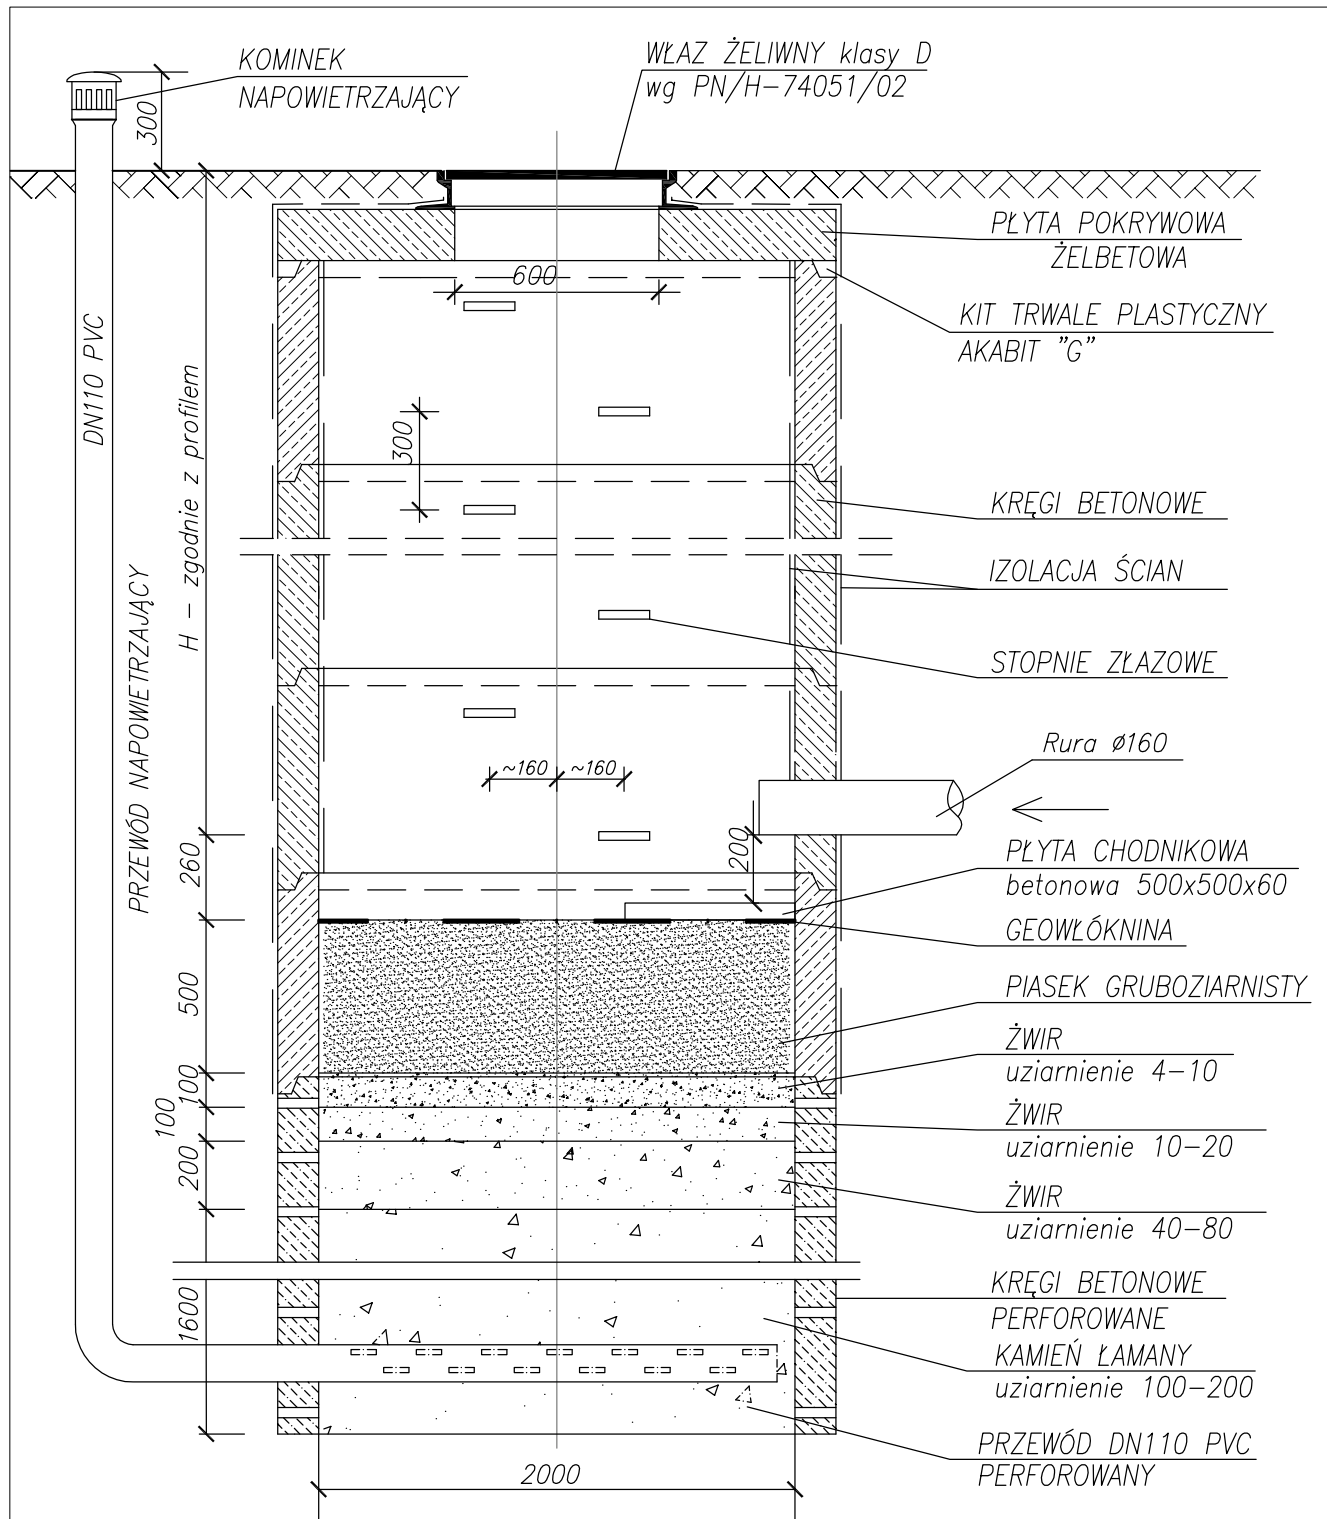 KOMINEK
NAPOWIETRZAJĄCY
WŁAZ ŻELIWNY klasy D
wg PN/H-74051/02
300
PŁYTA POKRYWOWA
ŻELBETOWA
600
KIT TRWALE PLASTYCZNY
AKABIT "G"
DN110 PVC
H - zgodnie z profilem
300
KRĘGI BETONOWE
IZOLACJA ŚCIAN
PRZEWÓD NAPOWIETRZAJĄCY
STOPNIE ZŁAZOWE
Rura ø160
~160
~160
200
260
PŁYTA CHODNIKOWA
betonowa 500x500x60
GEOWŁÓKNINA
500
PIASEK GRUBOZIARNISTY
ŻWIR
uziarnienie 4-10
100
100
ŻWIR
uziarnienie 10-20
200
ŻWIR
uziarnienie 40-80
KRĘGI BETONOWE
PERFOROWANE
1600
KAMIEŃ ŁAMANY
uziarnienie 100-200
PRZEWÓD DN110 PVC
PERFOROWANY
2000